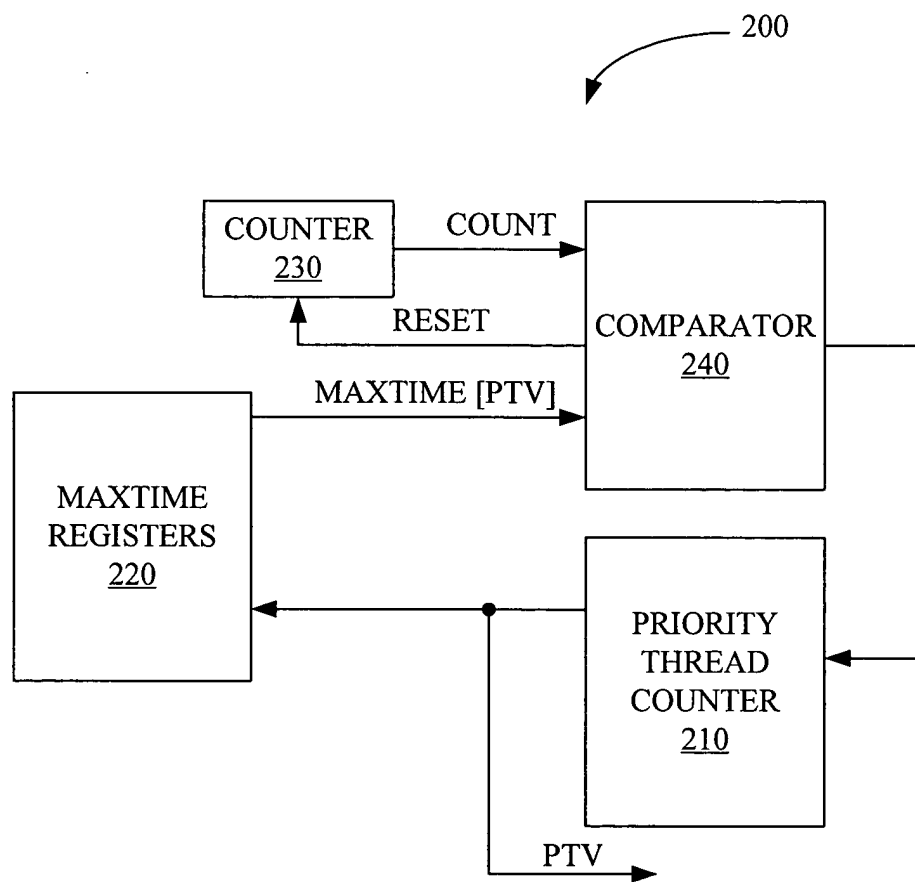 200
COUNTER
230
COUNT
RESET
COMPARATOR
240
MAXTIME [PTV]
MAXTIME
REGISTERS
220
PRIORITY
THREAD
COUNTER
210
PTV